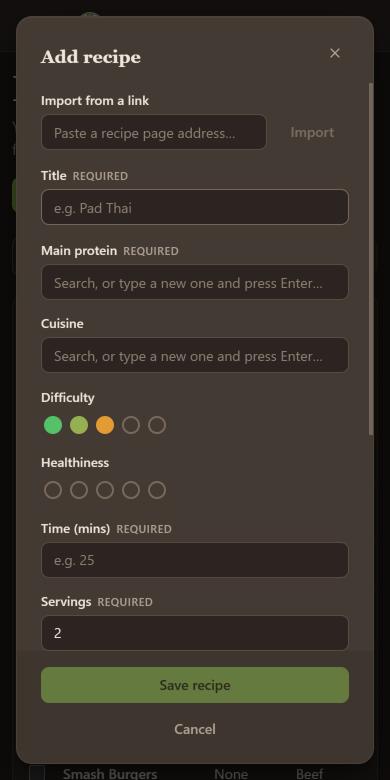 Add recipe
×
Import from a link
Paste a recipe page address...
Import
Title REQUIRED
e.g. Pad Thai
Main protein REQUIRED
Search, or type a new one and press Enter...
Cuisine
Search, or type a new one and press Enter...
Difficulty
Healthiness
Time (mins) REQUIRED
e.g. 25
Servings REQUIRED
2
Save recipe
Cancel
Smash Burgers None Beef